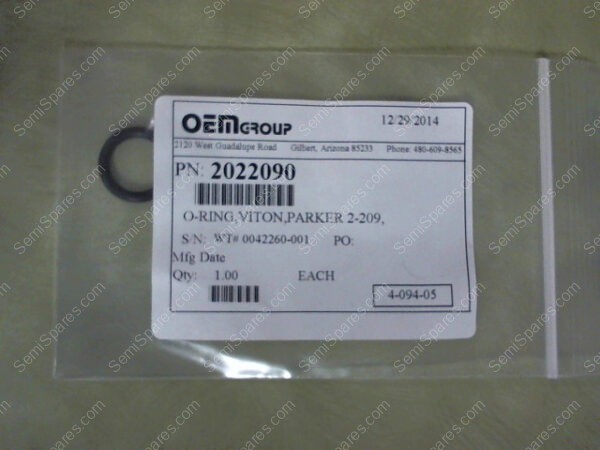 OEMGROUP 12/29/2014
2120 West Guadalupe Road Gilbert, Arizona 85233 Phone: 480-609-8565
PN: 2022090
O-RING,VITON,PARKER 2-209,
S/N: WT# 0042260-001 PO:
Mfg Date
Qty: 1.00 EACH
4-094-05
SemiSpares.com